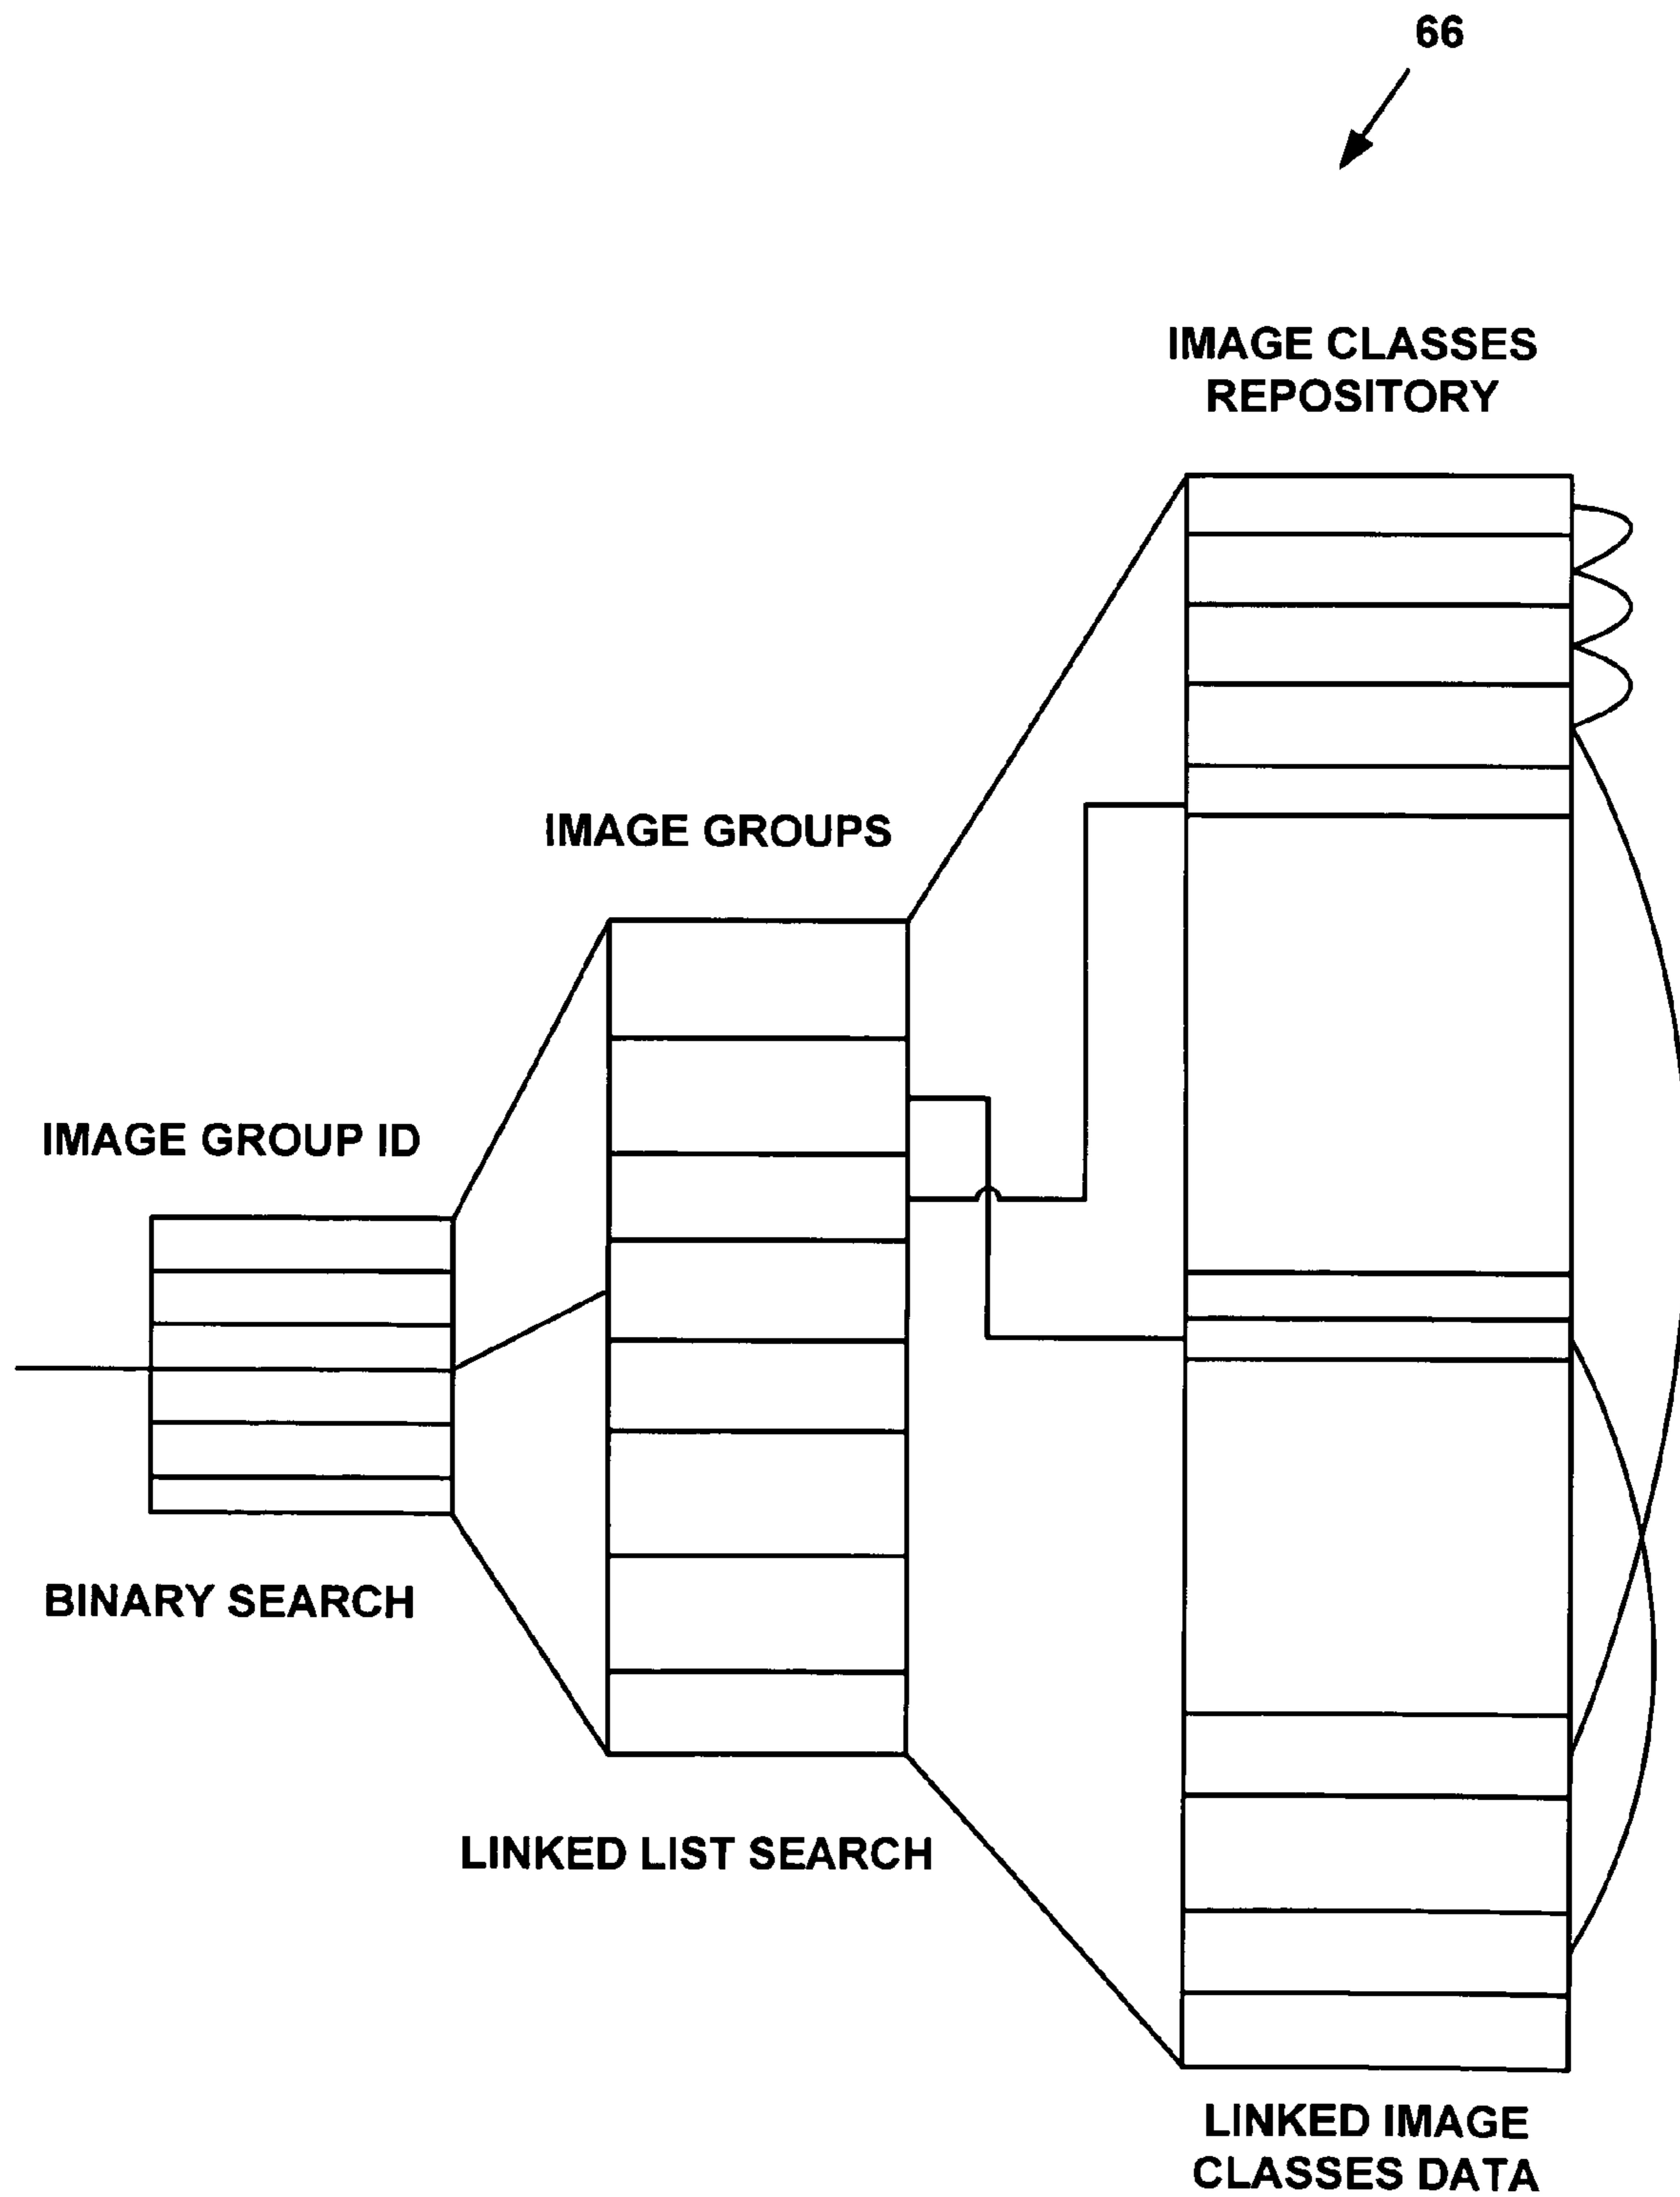 66
IMAGE CLASSES
REPOSITORY
IMAGE GROUPS
IMAGE GROUP ID
BINARY SEARCH
LINKED LIST SEARCH
LINKED IMAGE
CLASSES DATA